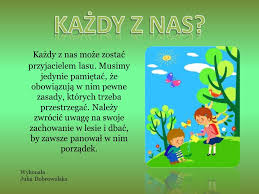 KAŻDY Z NAS?
Każdy z nas może zostać
przyjacielem lasu. Musimy
jedynie pamiętać, że
obowiązują w nim pewne
zasady, których trzeba
przestrzegać. Należy
zwrócić uwagę na swoje
zachowanie w lesie i dbać,
by zawsze panował w nim
porządek.
Wykonała
Julia Dobrowolska